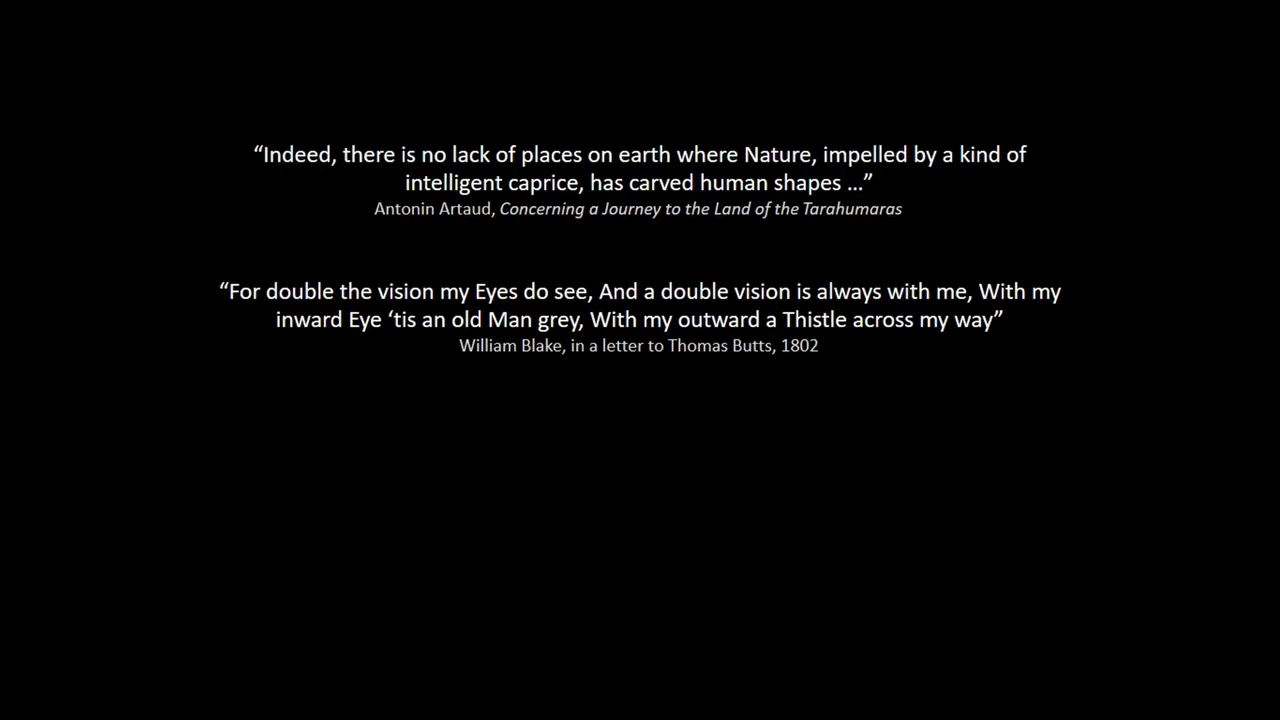 “Indeed, there is no lack of places on earth where Nature, impelled by a kind of
intelligent caprice, has carved human shapes …”
Antonin Artaud, Concerning a Journey to the Land of the Tarahumaras
“For double the vision my Eyes do see, And a double vision is always with me, With my
inward Eye ‘tis an old Man grey, With my outward a Thistle across my way”
William Blake, in a letter to Thomas Butts, 1802